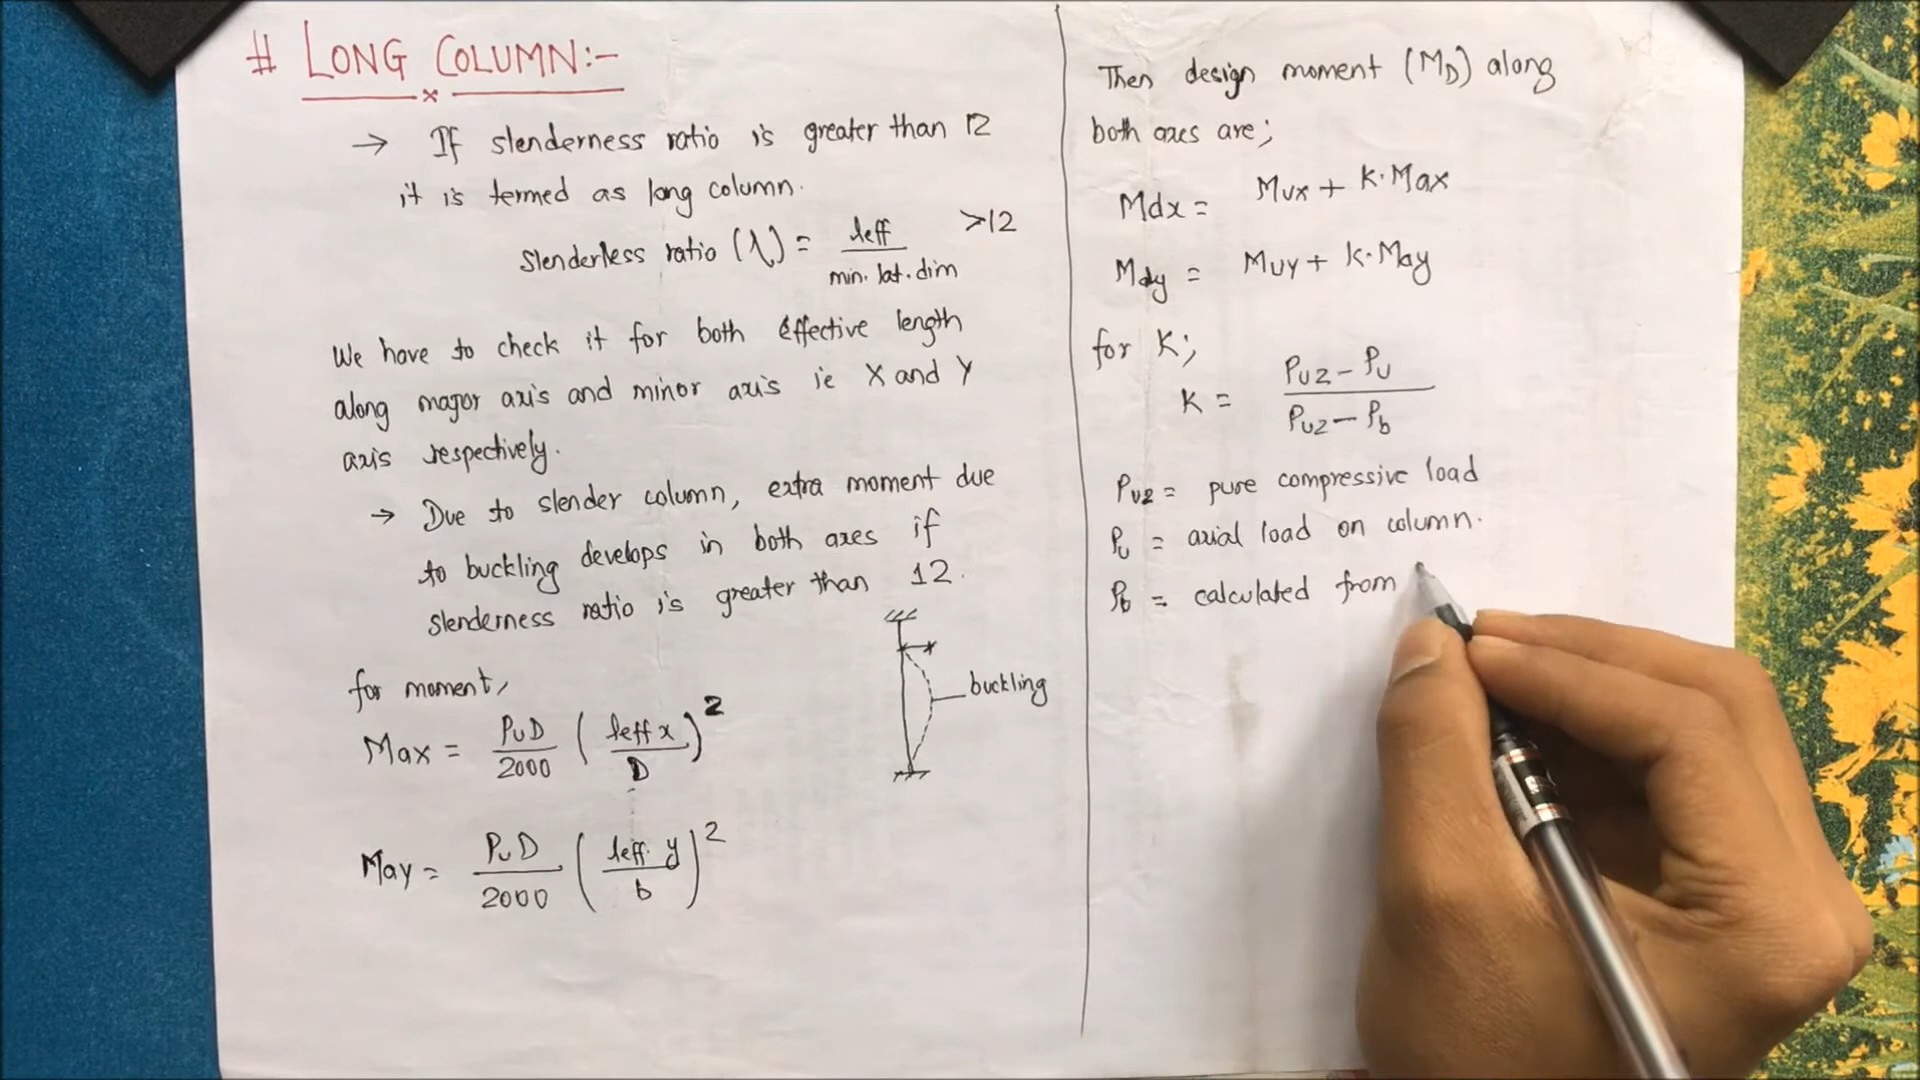 # LONG COLUMN:-
→ If slenderness ratio is greater than 12
it is termed as long column.
Slenderless ratio (λ) = leff / min. lat. dim >12
We have to check it for both effective length
along major axis and minor axis ie X and Y
axis respectively.
→ Due to slender column, extra moment due
to buckling develops in both axes if
slenderness ratio is greater than 12.
for moment,
buckling
Max = PuD/2000 (leff x/D)²
May = PuD/2000 (leff. y/b)²
Then design moment (MD) along
both axes are;
Mdx = Mux + K.Max
Mdy = Muy + K.May
for K;
K = Puz - Pu / Puz - Pb
Puz = pure compressive load
Pu = axial load on column.
Pb = calculated from